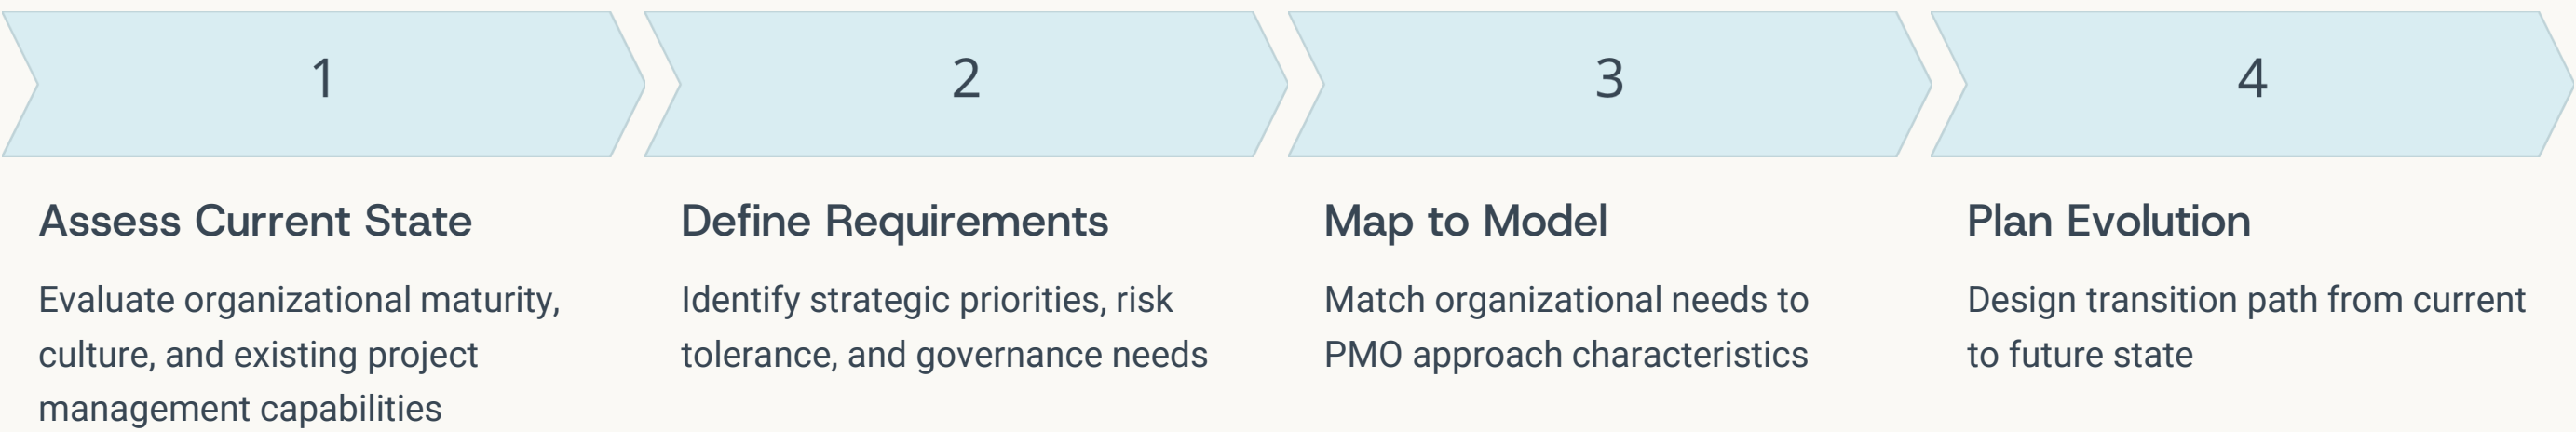 1
Assess Current State
Evaluate organizational maturity,
culture, and existing project
management capabilities
2
Define Requirements
Identify strategic priorities, risk
tolerance, and governance needs
3
Map to Model
Match organizational needs to
PMO approach characteristics
4
Plan Evolution
Design transition path from current
to future state